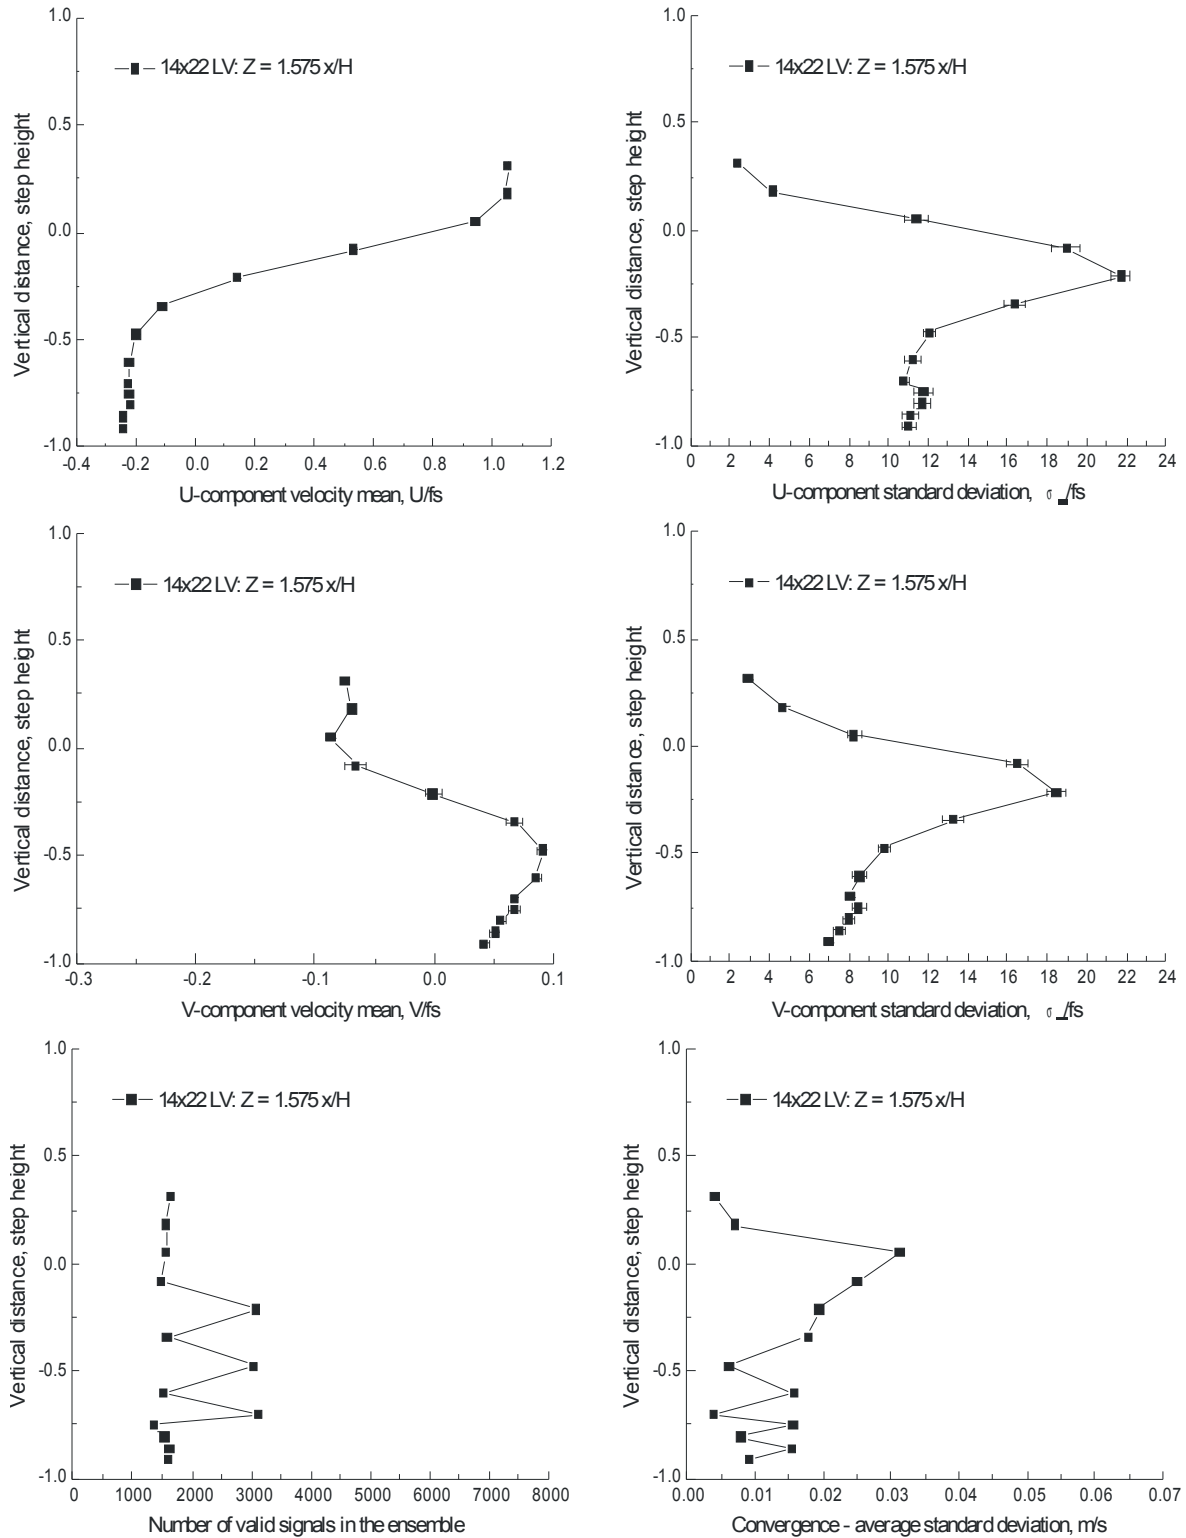 1.0
14x22 LV: Z = 1.575 x/H
0.5
Vertical distance, step height
0.0
-0.5
-1.0
-0.4 -0.2 0.0 0.2 0.4 0.6 0.8 1.0 1.2
U-component velocity mean, U/fs
1.0
14x22 LV: Z = 1.575 x/H
0.5
Vertical distance, step height
0.0
-0.5
-1.0
0 2 4 6 8 10 12 14 16 18 20 22 24
U-component standard deviation, σ_/fs
1.0
14x22 LV: Z = 1.575 x/H
0.5
Vertical distance, step height
0.0
-0.5
-1.0
-0.3 -0.2 -0.1 0.0 0.1
V-component velocity mean, V/fs
1.0
14x22 LV: Z = 1.575 x/H
0.5
Vertical distance, step height
0.0
-0.5
-1.0
0 2 4 6 8 10 12 14 16 18 20 22 24
V-component standard deviation, σ_/fs
1.0
14x22 LV: Z = 1.575 x/H
0.5
Vertical distance, step height
0.0
-0.5
-1.0
0 1000 2000 3000 4000 5000 6000 7000 8000
Number of valid signals in the ensemble
1.0
14x22 LV: Z = 1.575 x/H
0.5
Vertical distance, step height
0.0
-0.5
-1.0
0.00 0.01 0.02 0.03 0.04 0.05 0.06 0.07
Convergence - average standard deviation, m/s